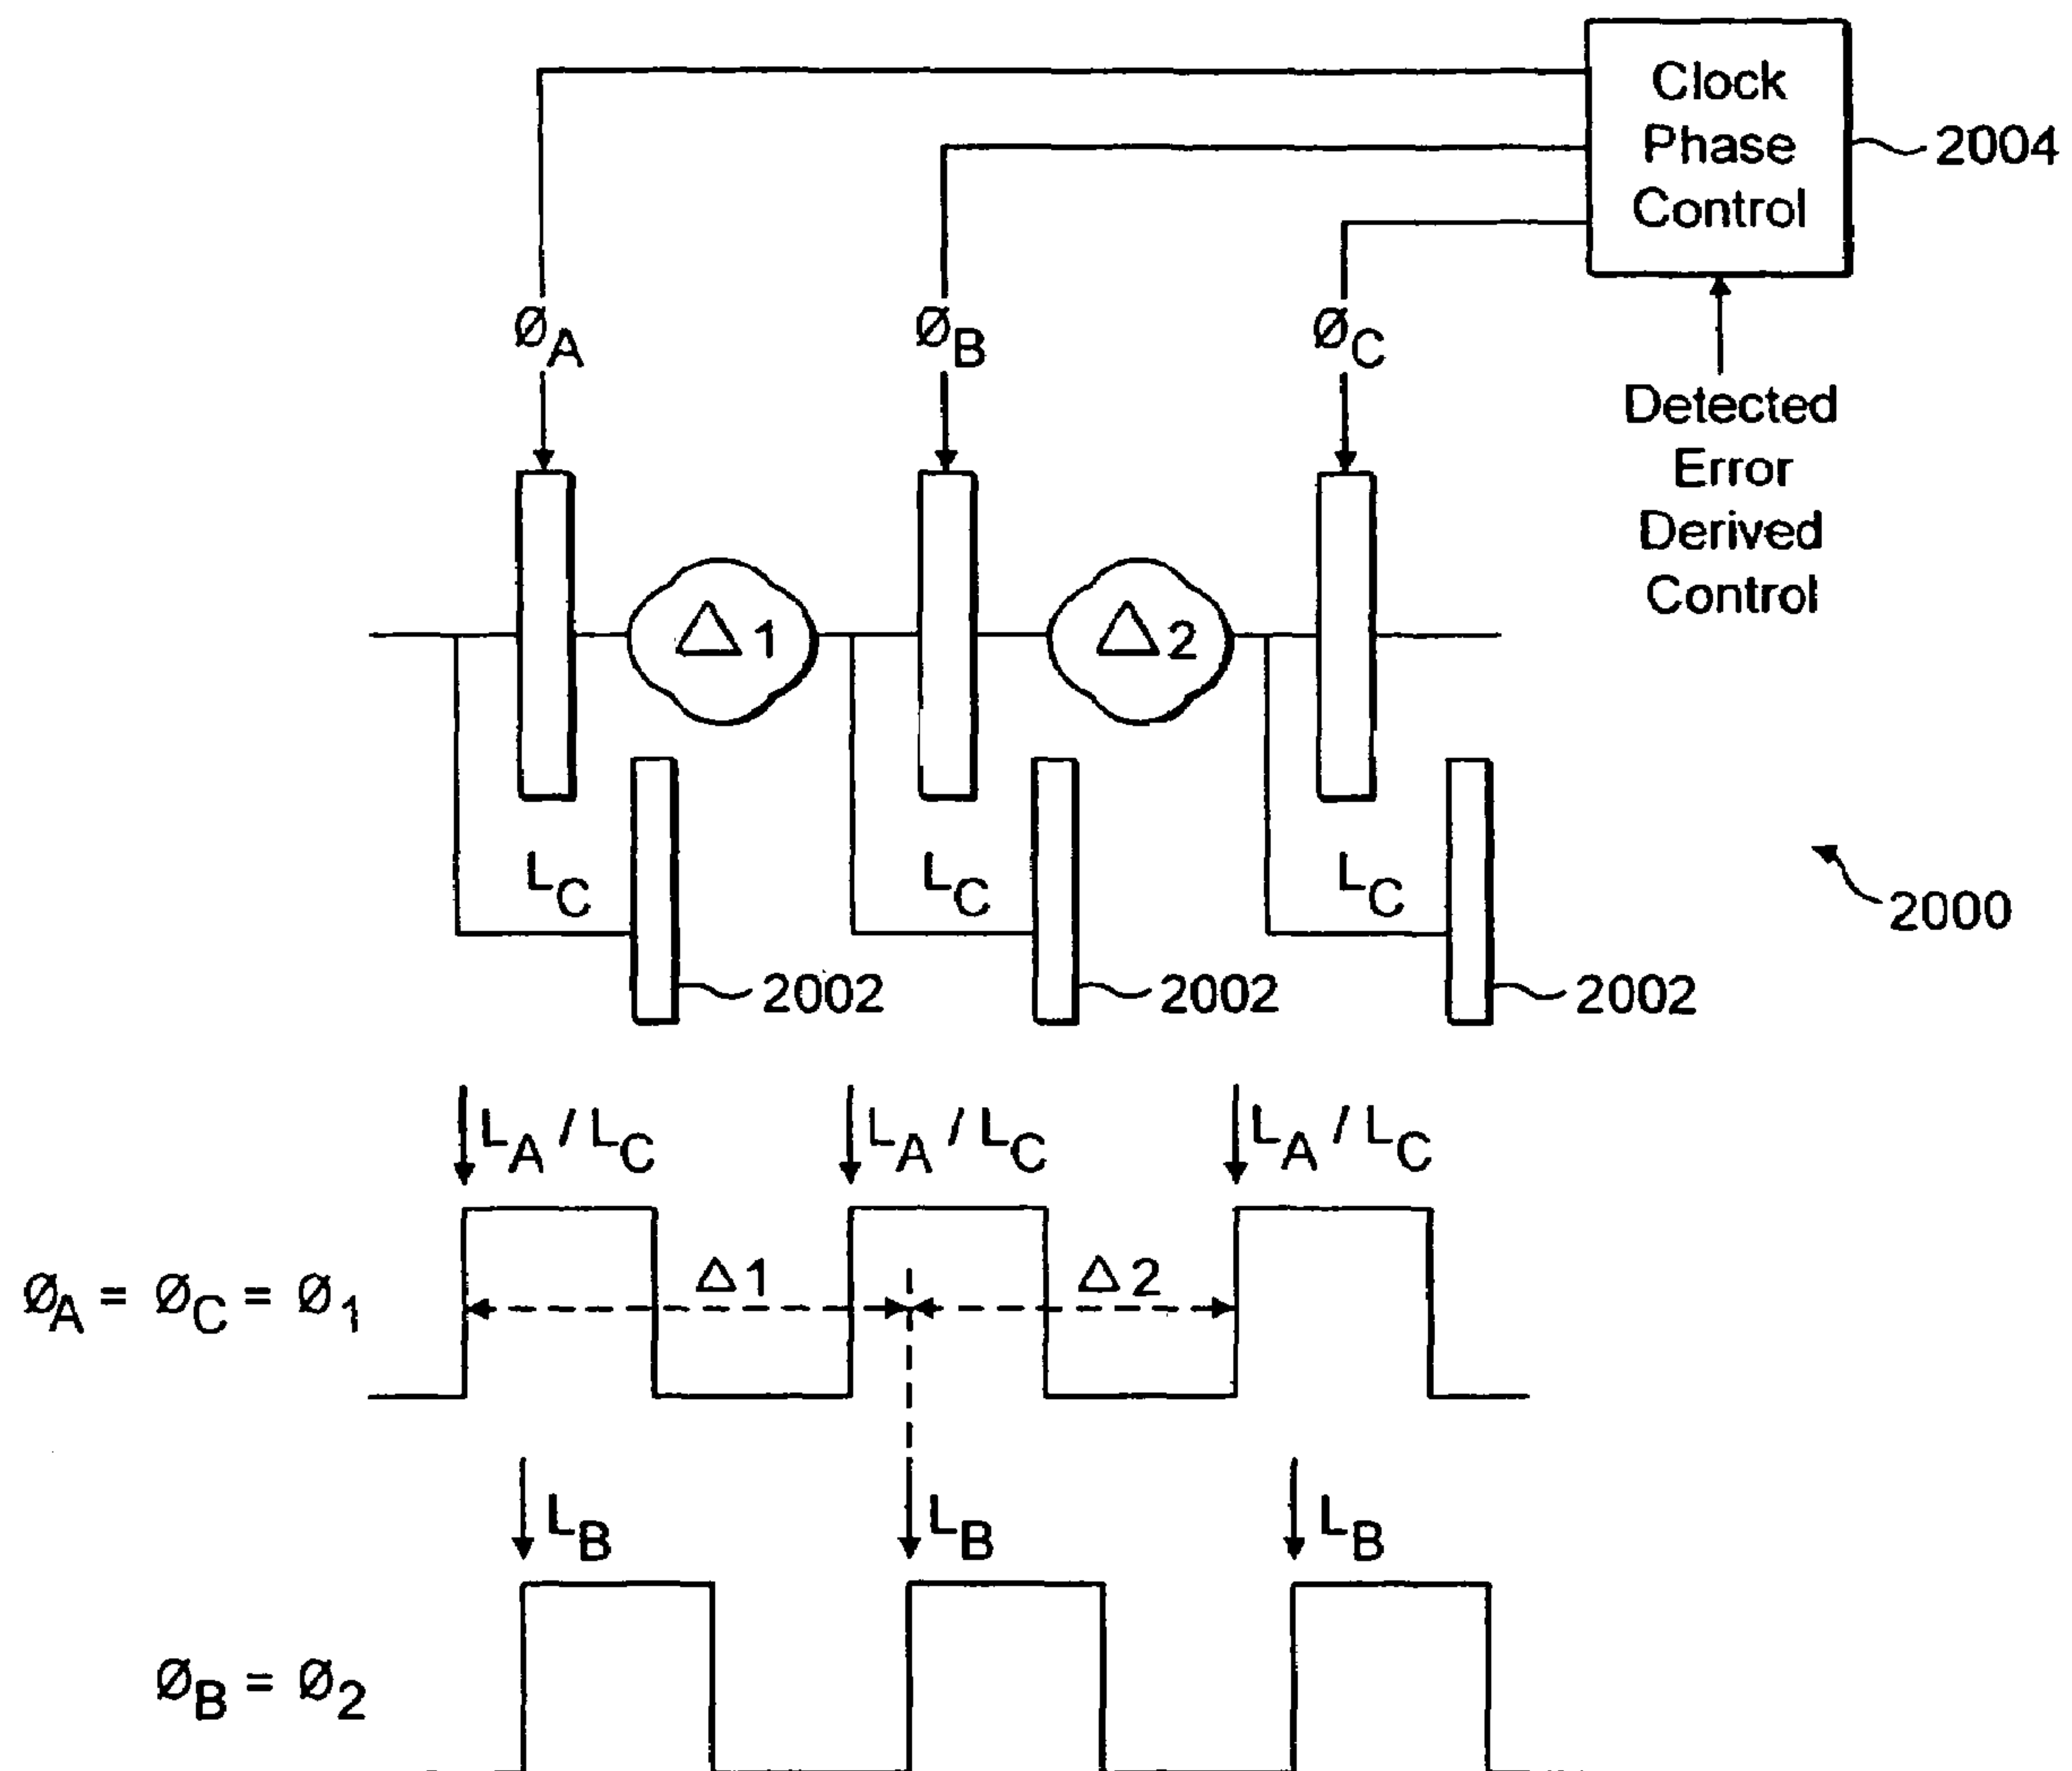 Clock
Phase
Control
2004
ØA
ØB
ØC
Detected
Error
Derived
Control
Δ1
Δ2
LC
LC
LC
2000
2002
2002
2002
LA / LC
LA / LC
LA / LC
Δ1
Δ2
ØA = ØC = Ø1
LB
LB
LB
ØB = Ø2